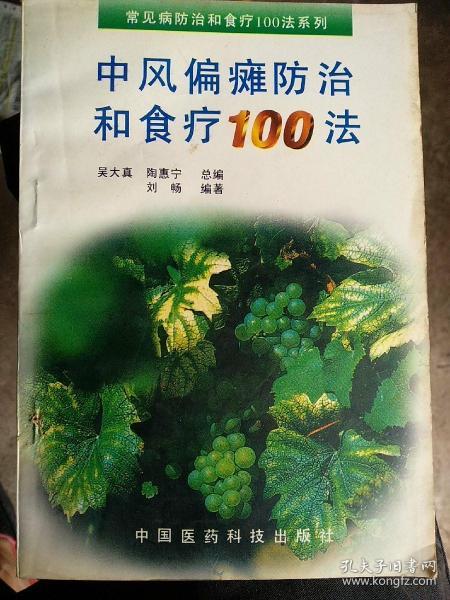 常见病防治和食疗100法系列
中风偏瘫防治
和食疗100法
吴大真 陶惠宁 总编
刘畅 编著
中国医药科技出版社
孔夫子旧书网
www.kongfz.com